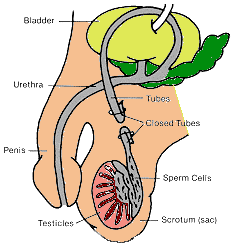 Bladder
Urethra
Tubes
Closed Tubes
Penis
Sperm Cells
Testicles
Scrotum (sac)